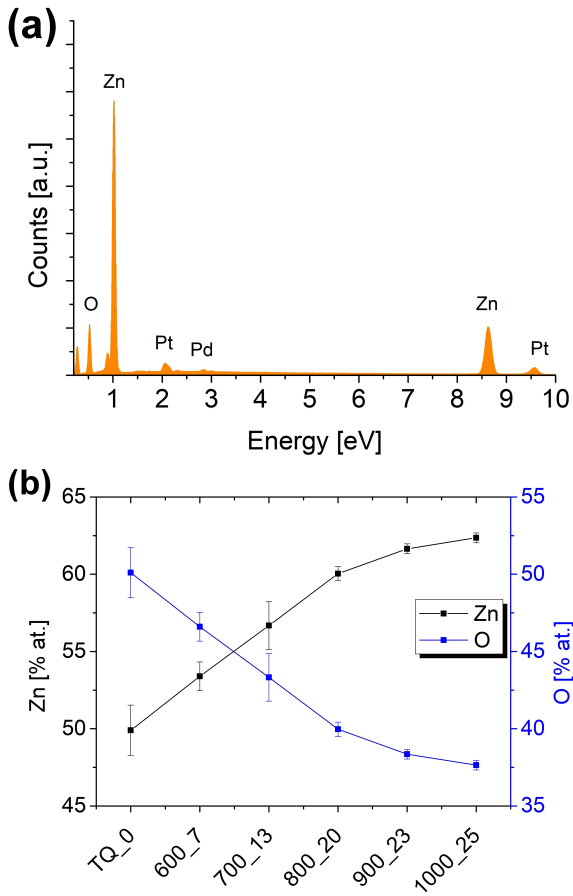 (a)
Zn
O
Pt
Pd
Zn
Pt
Counts [a.u.]
1 2 3 4 5 6 7 8 9 10
Energy [eV]
(b)
65
60
55
50
45
Zn [% at.]
55
50
45
40
35
O [% at.]
Zn
O
TQ_0 600_7 700_13 800_20 900_23 1000_25